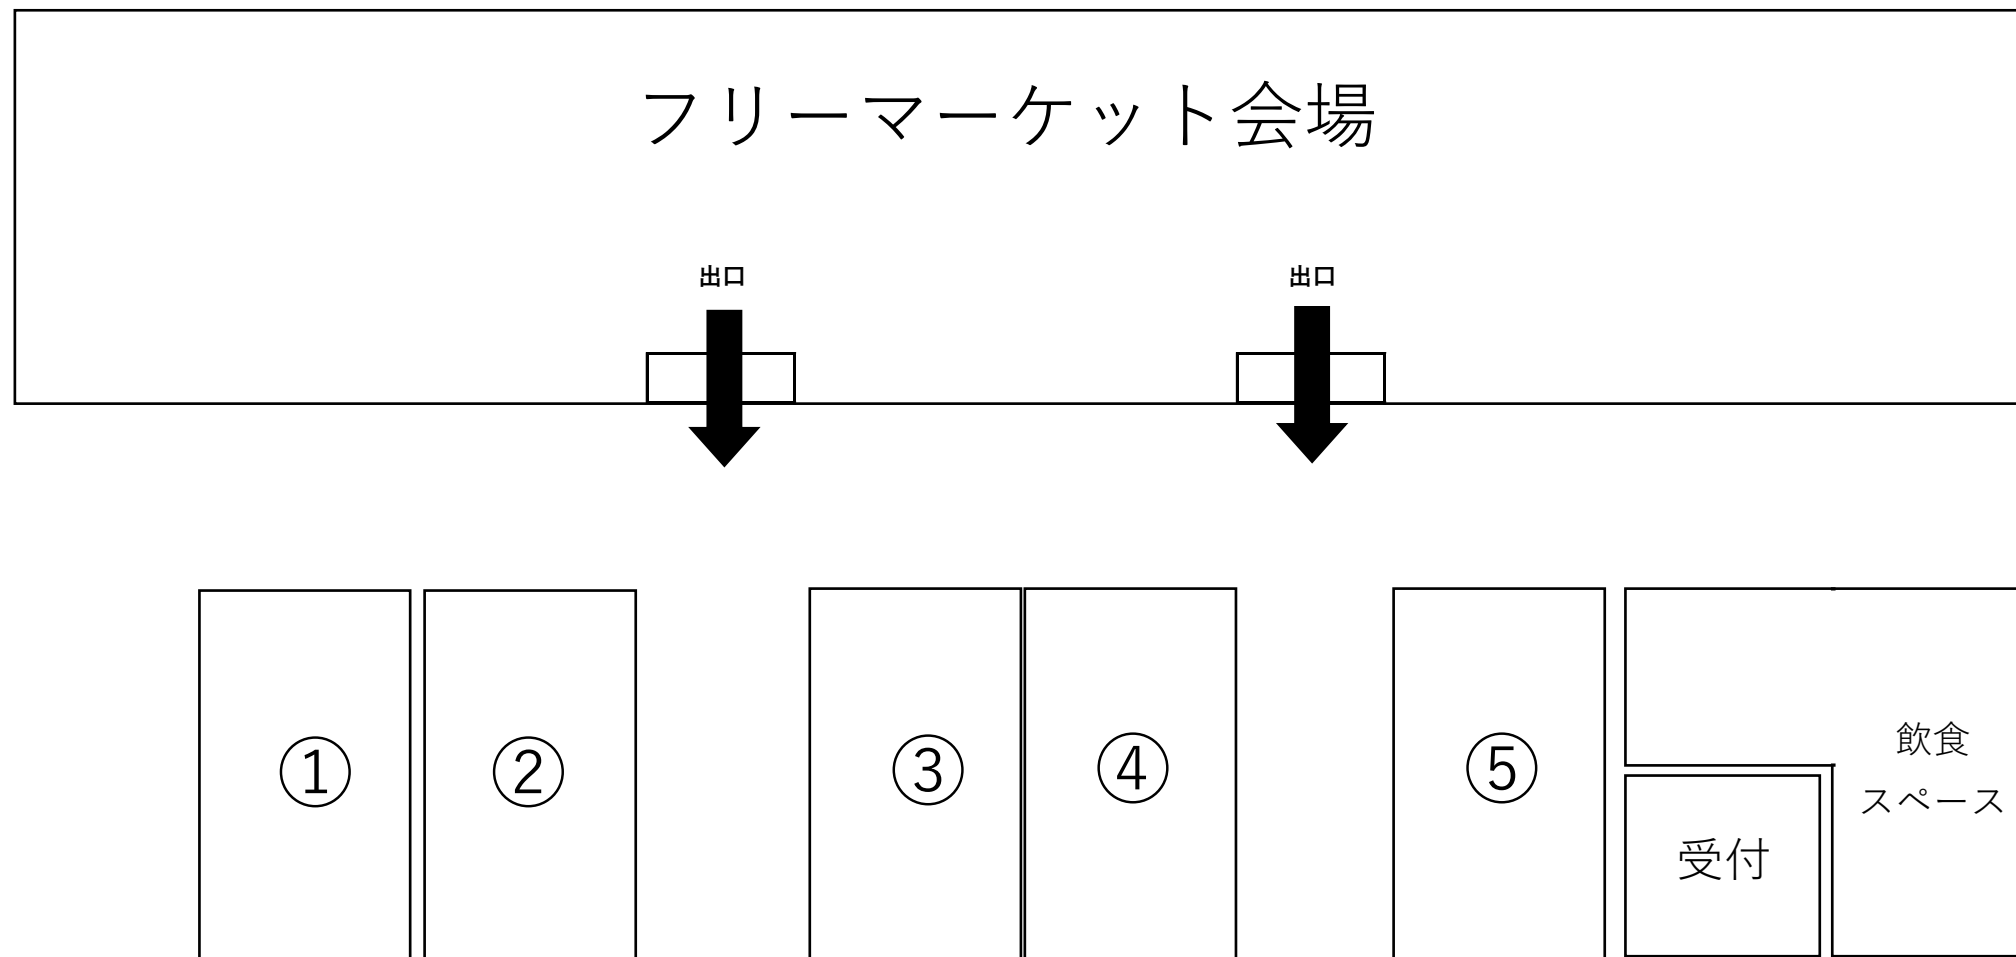 フリーマーケット会場
出口
出口
①
②
③
④
⑤
飲食
スペース
受付